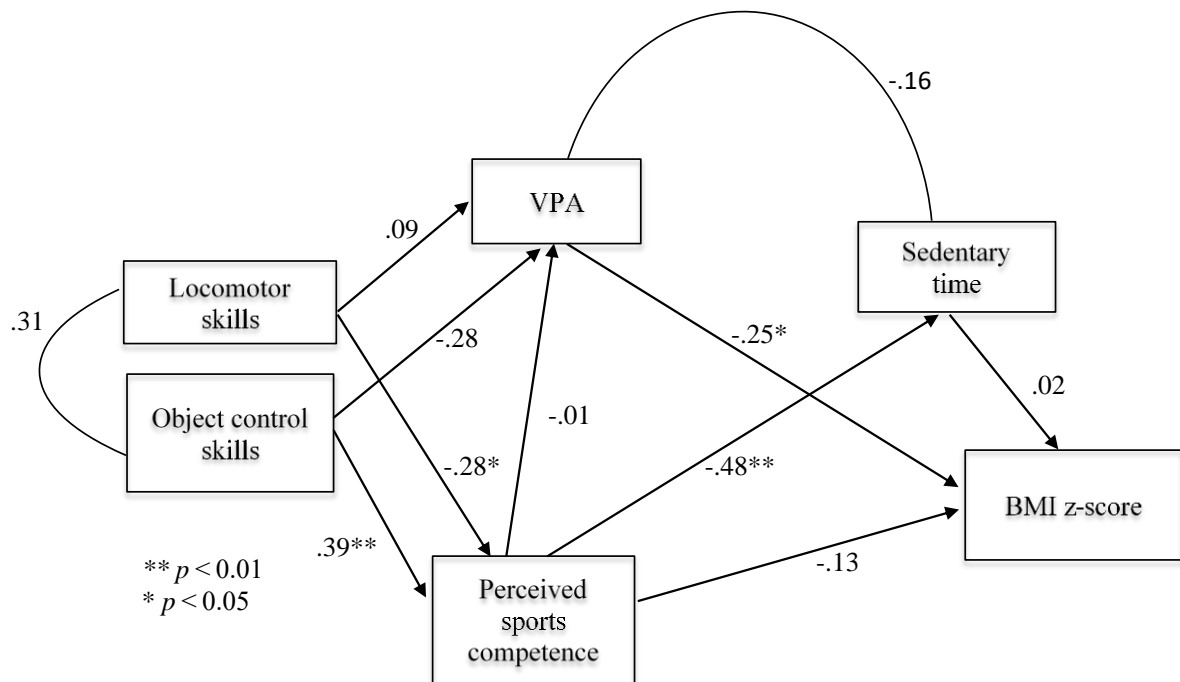 -.16
VPA
.09
Sedentary
time
Locomotor
skills
.31
-.28
-.25*
.02
Object control
skills
-.01
-.28*
-.48**
BMI z-score
.39**
-.13
** p < 0.01
* p < 0.05
Perceived
sports
competence